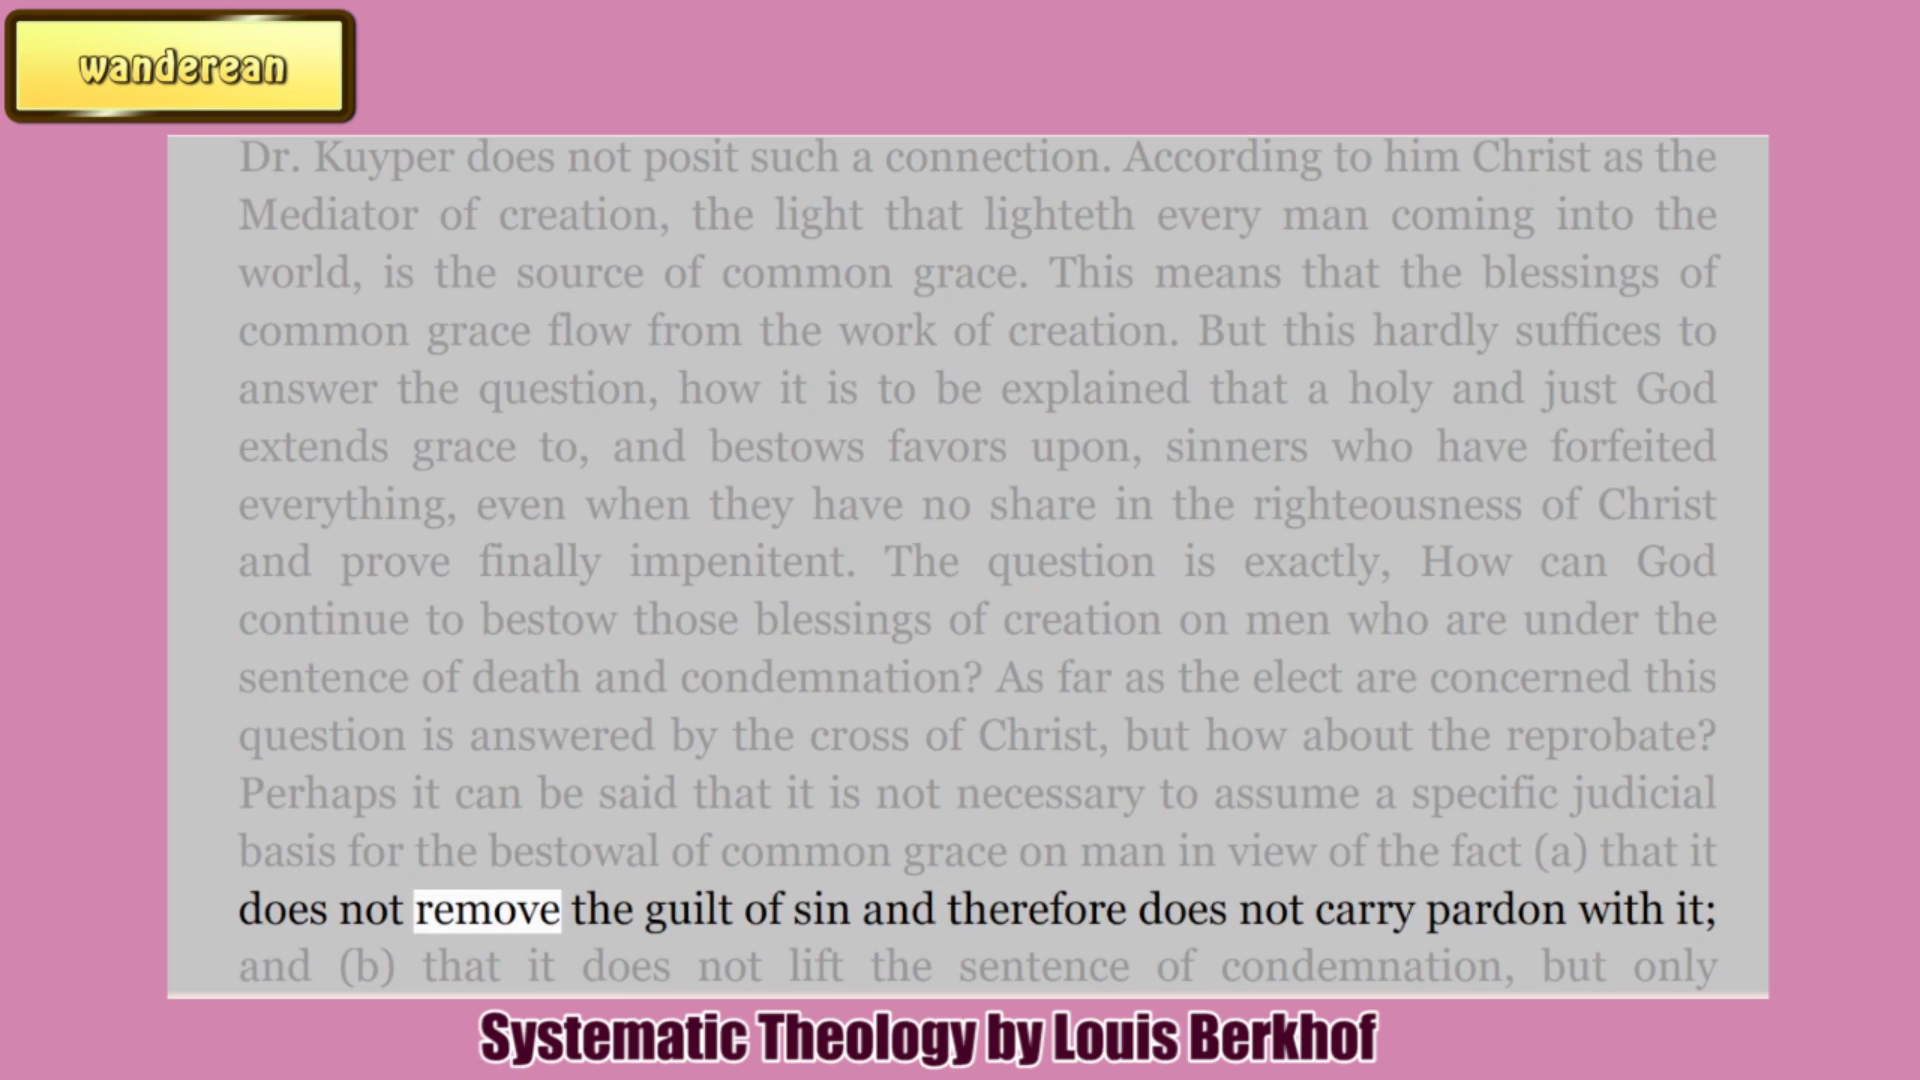 wanderean
Dr. Kuyper does not posit such a connection. According to him Christ as the
Mediator of creation, the light that lighteth every man coming into the
world, is the source of common grace. This means that the blessings of
common grace flow from the work of creation. But this hardly suffices to
answer the question, how it is to be explained that a holy and just God
extends grace to, and bestows favors upon, sinners who have forfeited
everything, even when they have no share in the righteousness of Christ
and prove finally impenitent. The question is exactly, How can God
continue to bestow those blessings of creation on men who are under the
sentence of death and condemnation? As far as the elect are concerned this
question is answered by the cross of Christ, but how about the reprobate?
Perhaps it can be said that it is not necessary to assume a specific judicial
basis for the bestowal of common grace on man in view of the fact (a) that it
does not remove the guilt of sin and therefore does not carry pardon with it;
and (b) that it does not lift the sentence of condemnation, but only
Systematic Theology by Louis Berkhof